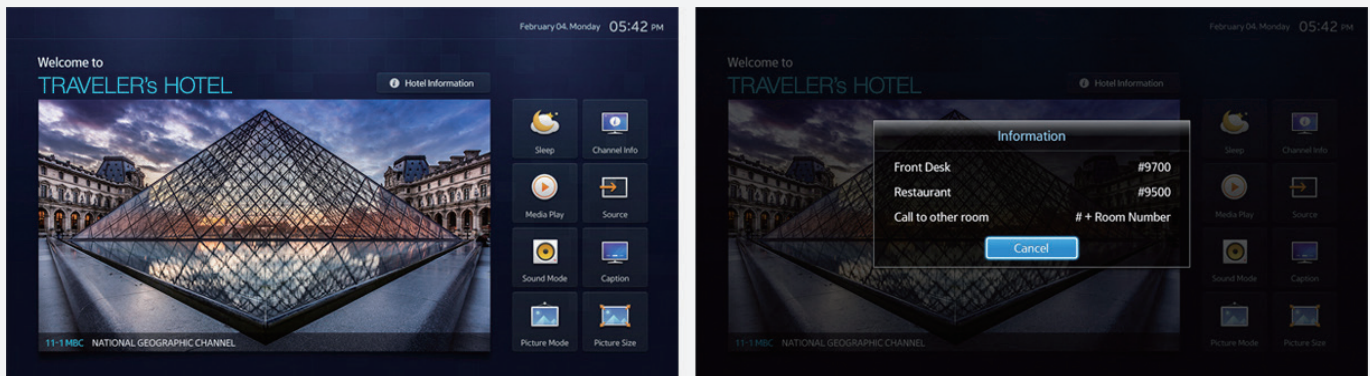 February 04. Monday 05:42 PM
Welcome to
TRAVELER's HOTEL
Hotel Information
Sleep
Channel Info
Media Play
Source
Sound Mode
Caption
Picture Mode
Picture Size
11-1 MBC NATIONAL GEOGRAPHIC CHANNEL
February 04. Monday 05:42 PM
Welcome to
TRAVELER's HOTEL
Hotel Information
Information
Front Desk #9700
Restaurant #9500
Call to other room # + Room Number
Cancel
Sleep
Channel Info
Media Play
Source
Sound Mode
Caption
Picture Mode
Picture Size
11-1 MBC NATIONAL GEOGRAPHIC CHANNEL